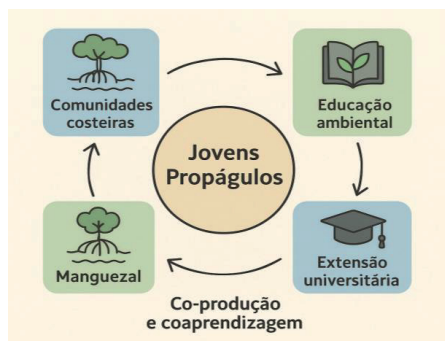 Comunidades
costeiras
Educação
ambiental
Jovens
Propágulos
Manguezal
Extensão
universitária
Co-produção
e coaprendizagem